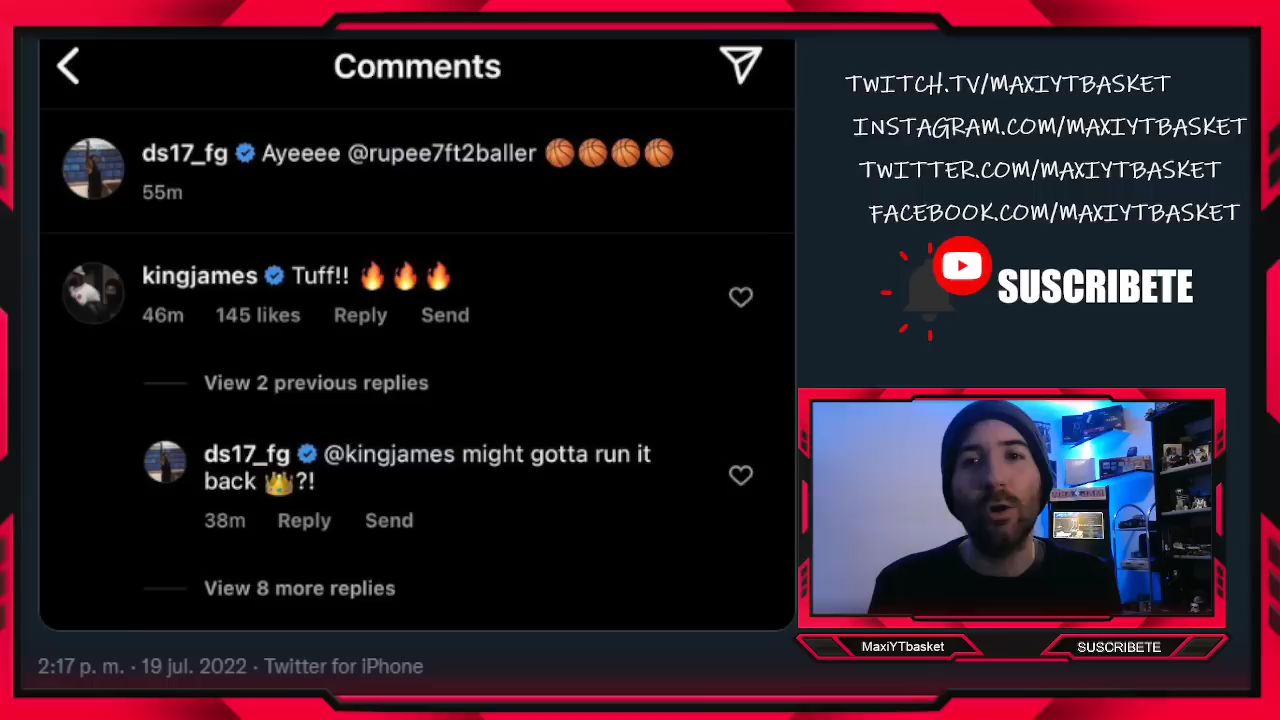 Comments
ds17_fg Ayeeee @rupee7ft2baller 🏀🏀🏀🏀
55m
kingjames Tuff!! 🔥🔥🔥
46m 145 likes Reply Send
View 2 previous replies
ds17_fg @kingjames might gotta run it
back 👑?!
38m Reply Send
View 8 more replies
2:17 p. m. · 19 jul. 2022 · Twitter for iPhone
TWITCH.TV/MAXIYTBASKET
INSTAGRAM.COM/MAXIYTBASKET
TWITTER.COM/MAXIYTBASKET
FACEBOOK.COM/MAXIYTBASKET
SUSCRIBETE
NBA JAM
MaxiYTbasket
SUSCRIBETE